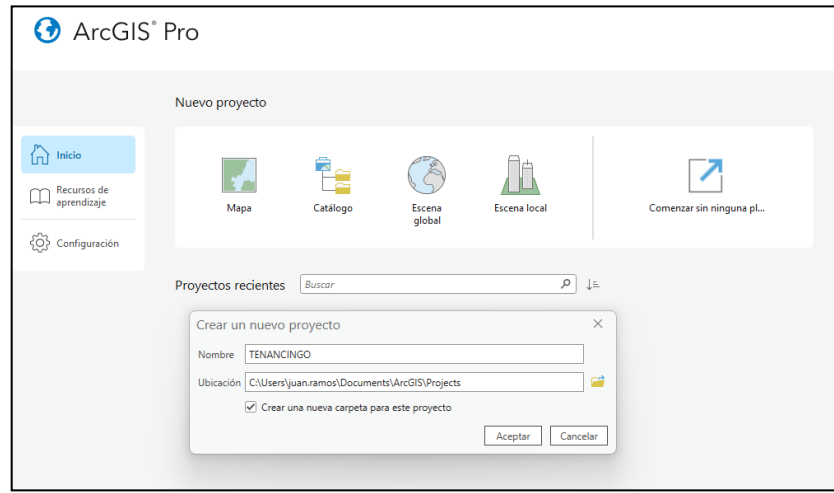 ArcGIS® Pro
Nuevo proyecto
Inicio
Recursos de
aprendizaje
Configuración
Mapa
Catálogo
Escena
global
Escena local
Comenzar sin ninguna pl...
Proyectos recientes
Buscar
Crear un nuevo proyecto
Nombre TENANCINGO
Ubicación C:\Users\juan.ramos\Documents\ArcGIS\Projects
Crear una nueva carpeta para este proyecto
Aceptar Cancelar